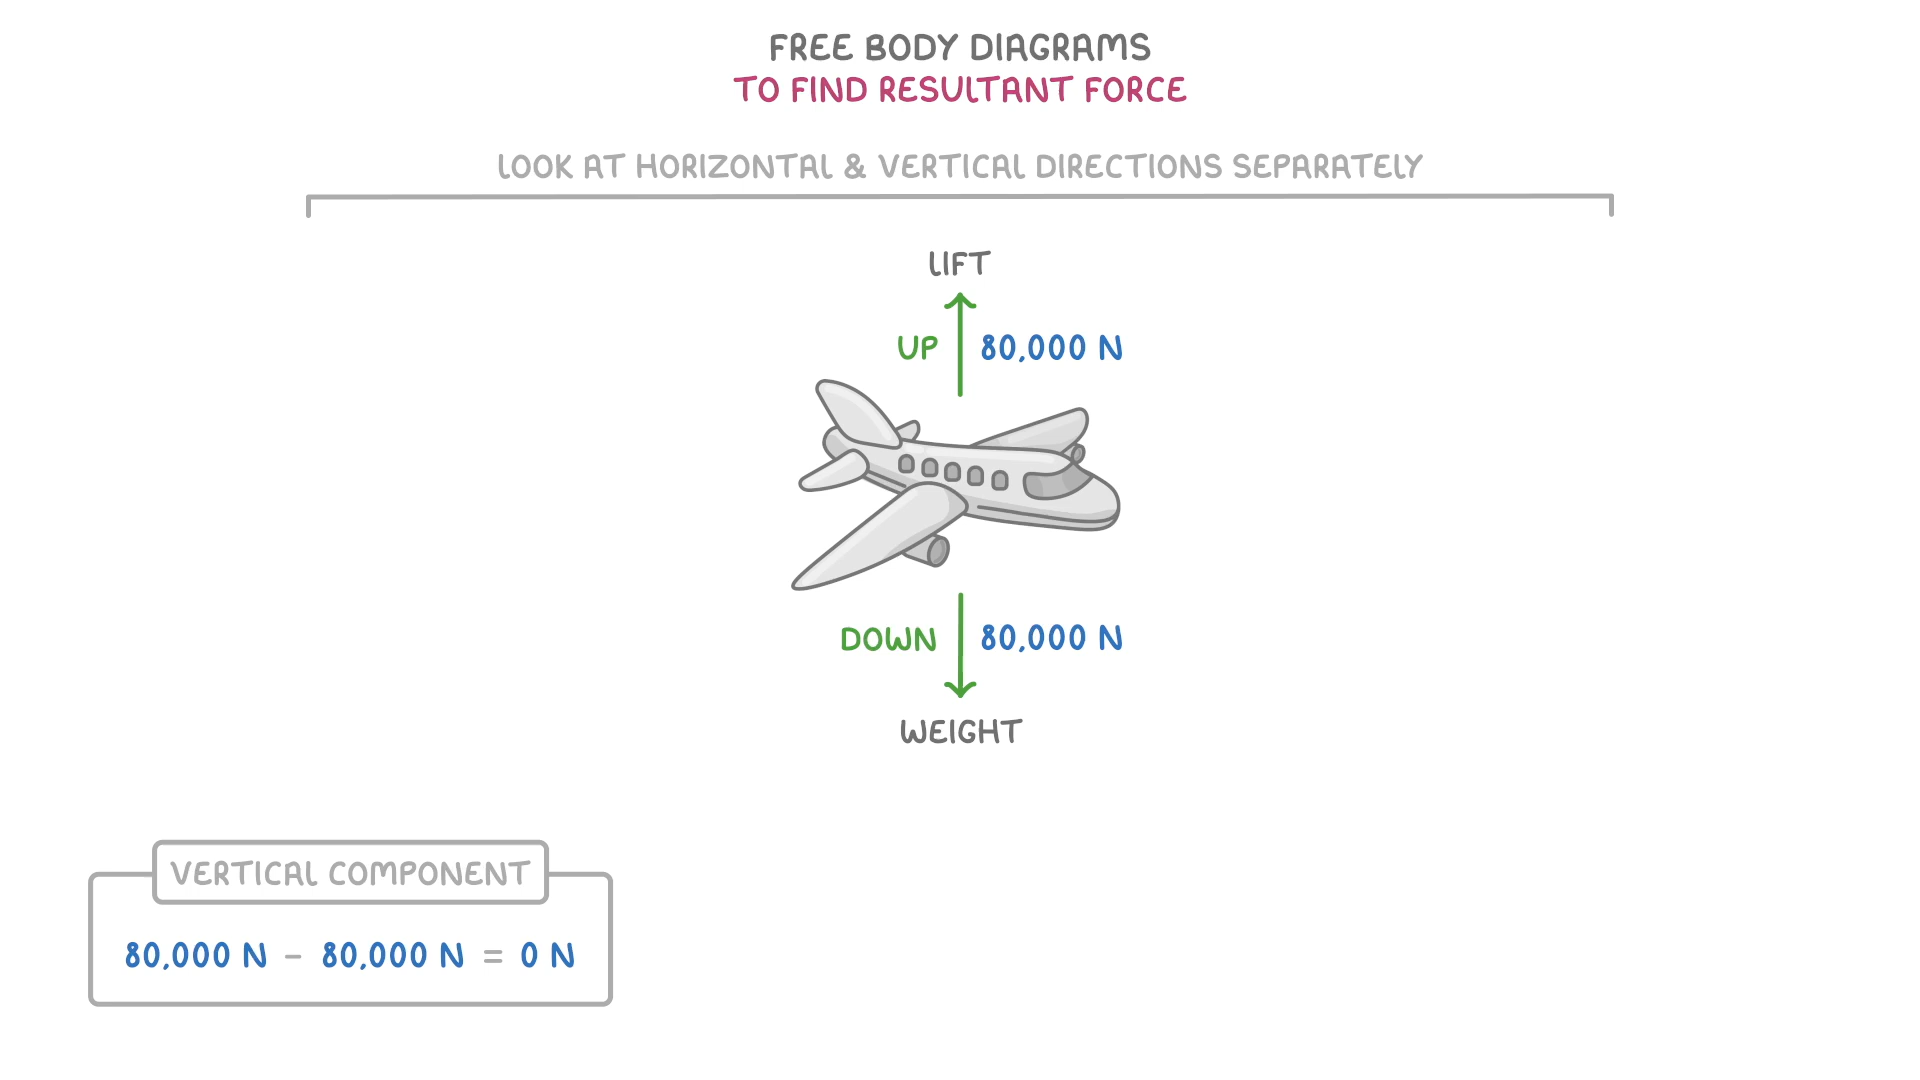 FREE BODY DIAGRAMS
TO FIND RESULTANT FORCE
LOOK AT HORIZONTAL & VERTICAL DIRECTIONS SEPARATELY
LIFT
UP 80,000 N
DOWN 80,000 N
WEIGHT
VERTICAL COMPONENT
80,000 N - 80,000 N = 0 N